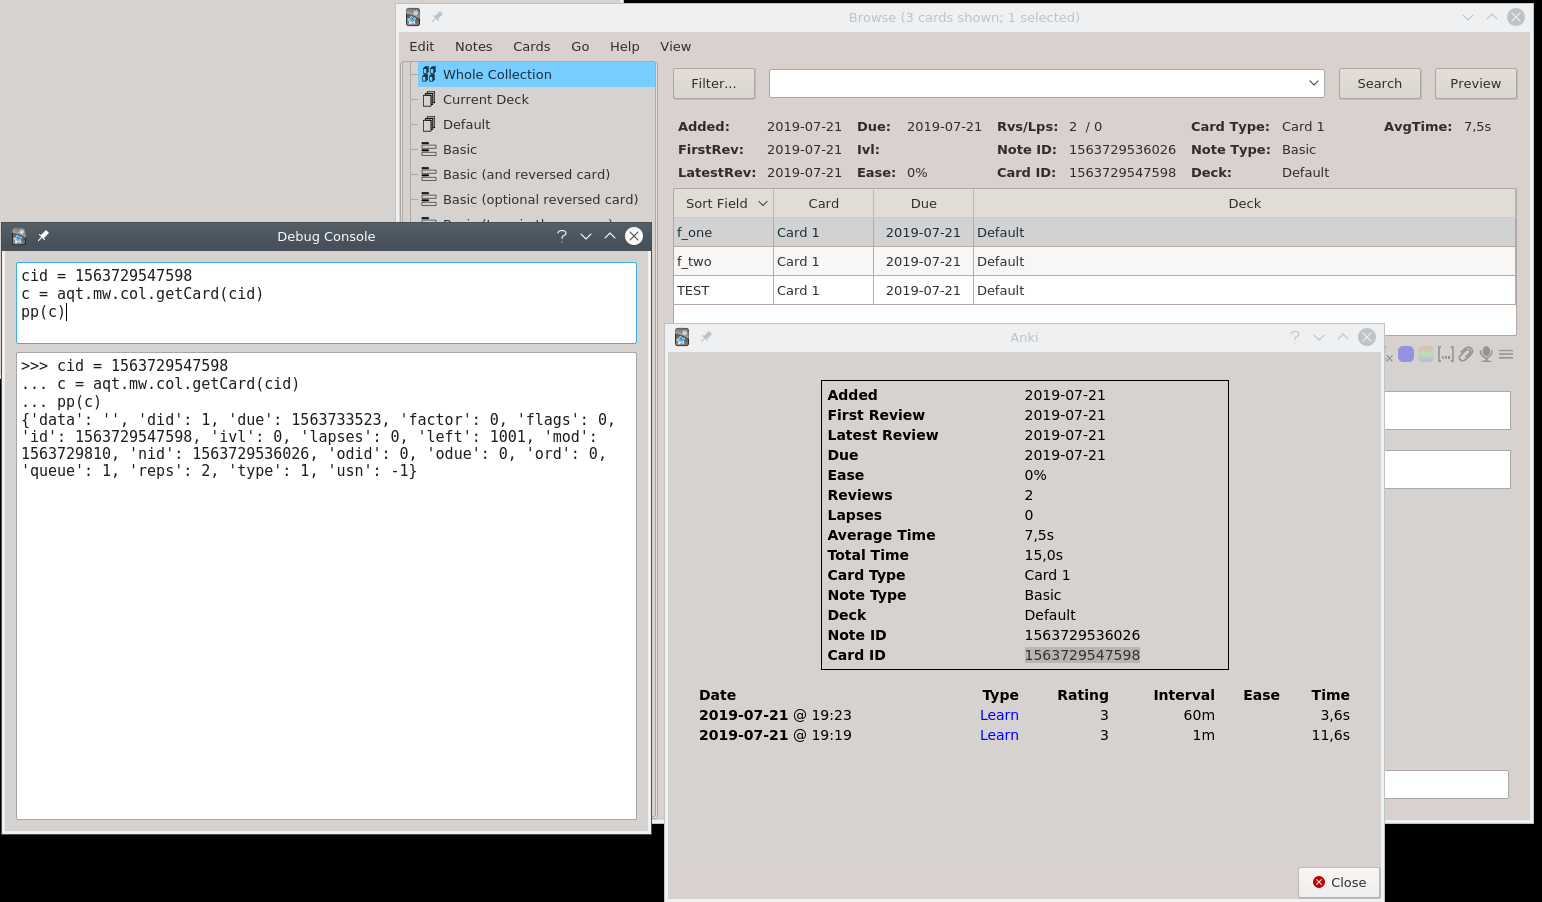 Browse (3 cards shown; 1 selected)
Edit Notes Cards Go Help View
Whole Collection
Current Deck
Default
Basic
Basic (and reversed card)
Basic (optional reversed card)
Filter... Search Preview
Added: 2019-07-21 Due: 2019-07-21 Rvs/Lps: 2 / 0 Card Type: Card 1 AvgTime: 7,5s
FirstRev: 2019-07-21 Ivl: Note ID: 1563729536026 Note Type: Basic
LatestRev: 2019-07-21 Ease: 0% Card ID: 1563729547598 Deck: Default
Sort Field Card Due Deck
f_one Card 1 2019-07-21 Default
f_two Card 1 2019-07-21 Default
TEST Card 1 2019-07-21 Default
[...]
Debug Console
?
cid = 1563729547598
c = aqt.mw.col.getCard(cid)
pp(c)
>>> cid = 1563729547598
... c = aqt.mw.col.getCard(cid)
... pp(c)
{'data': '', 'did': 1, 'due': 1563733523, 'factor': 0, 'flags': 0,
'id': 1563729547598, 'ivl': 0, 'lapses': 0, 'left': 1001, 'mod':
1563729810, 'nid': 1563729536026, 'odid': 0, 'odue': 0, 'ord': 0,
'queue': 1, 'reps': 2, 'type': 1, 'usn': -1}
Anki
?
Added 2019-07-21
First Review 2019-07-21
Latest Review 2019-07-21
Due 2019-07-21
Ease 0%
Reviews 2
Lapses 0
Average Time 7,5s
Total Time 15,0s
Card Type Card 1
Note Type Basic
Deck Default
Note ID 1563729536026
Card ID 1563729547598
Date Type Rating Interval Ease Time
2019-07-21 @ 19:23 Learn 3 60m 3,6s
2019-07-21 @ 19:19 Learn 3 1m 11,6s
Close